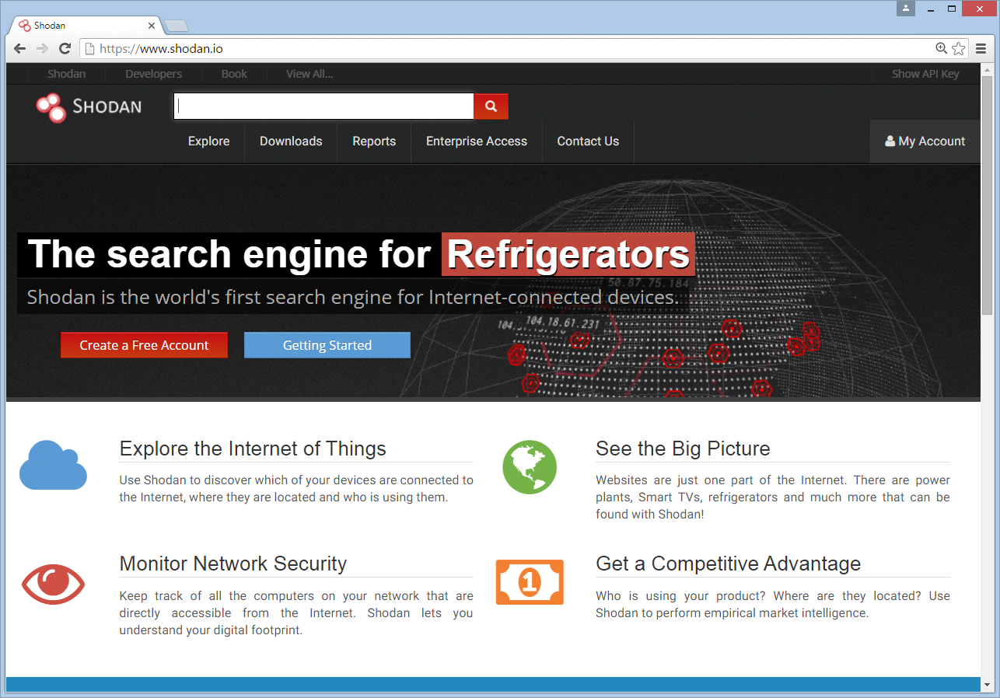 Shodan
https://www.shodan.io
Shodan Developers Book View All... Show API Key
SHODAN
Explore Downloads Reports Enterprise Access Contact Us My Account
The search engine for Refrigerators
50.87.75.184
Shodan is the world's first search engine for Internet-connected devices.
104.18.61.231
104.
Create a Free Account Getting Started
Explore the Internet of Things
Use Shodan to discover which of your devices are connected to
the Internet, where they are located and who is using them.
See the Big Picture
Websites are just one part of the Internet. There are power
plants, Smart TVs, refrigerators and much more that can be
found with Shodan!
Monitor Network Security
Keep track of all the computers on your network that are
directly accessible from the Internet. Shodan lets you
understand your digital footprint.
1
Get a Competitive Advantage
Who is using your product? Where are they located? Use
Shodan to perform empirical market intelligence.